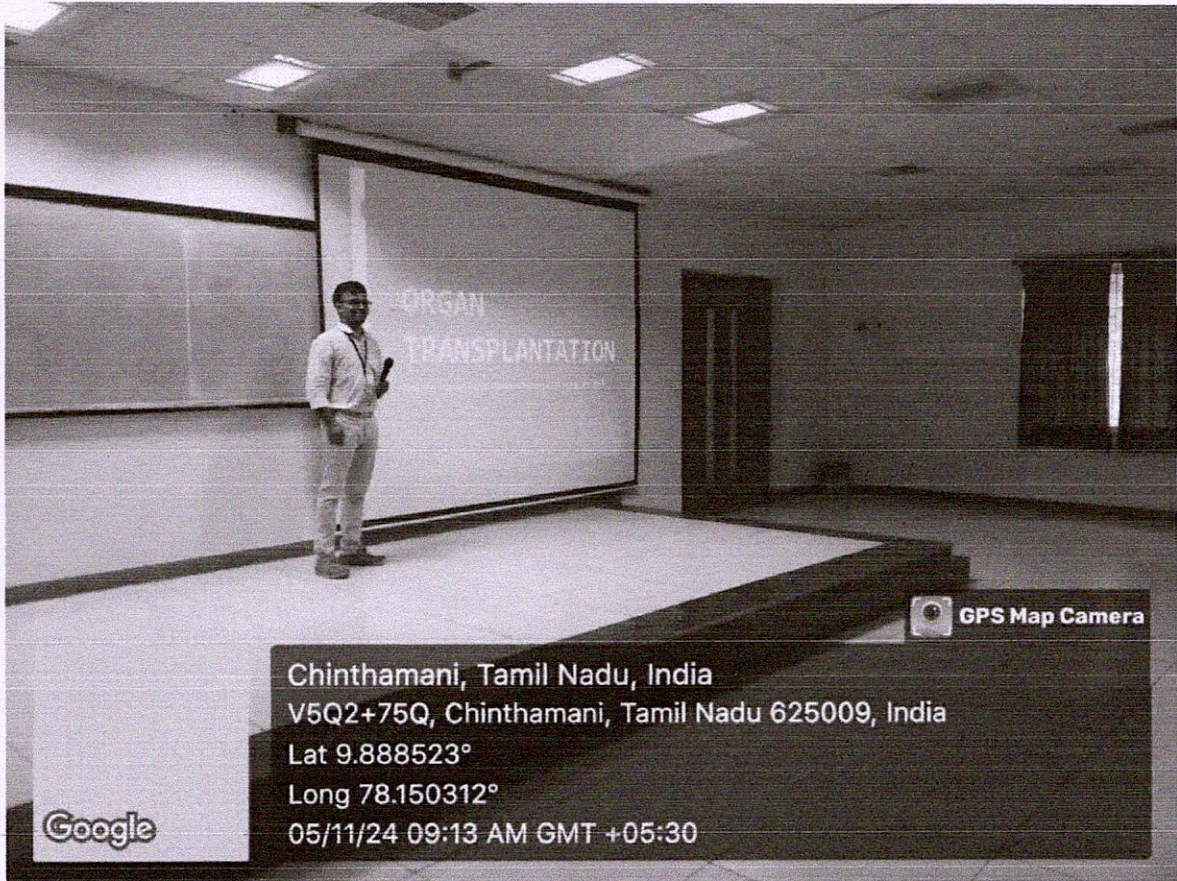 ORGAN
TRANSPLANTATION
GPS Map Camera
Chinthamani, Tamil Nadu, India
V5Q2+75Q, Chinthamani, Tamil Nadu 625009, India
Lat 9.888523°
Long 78.150312°
05/11/24 09:13 AM GMT +05:30
Google